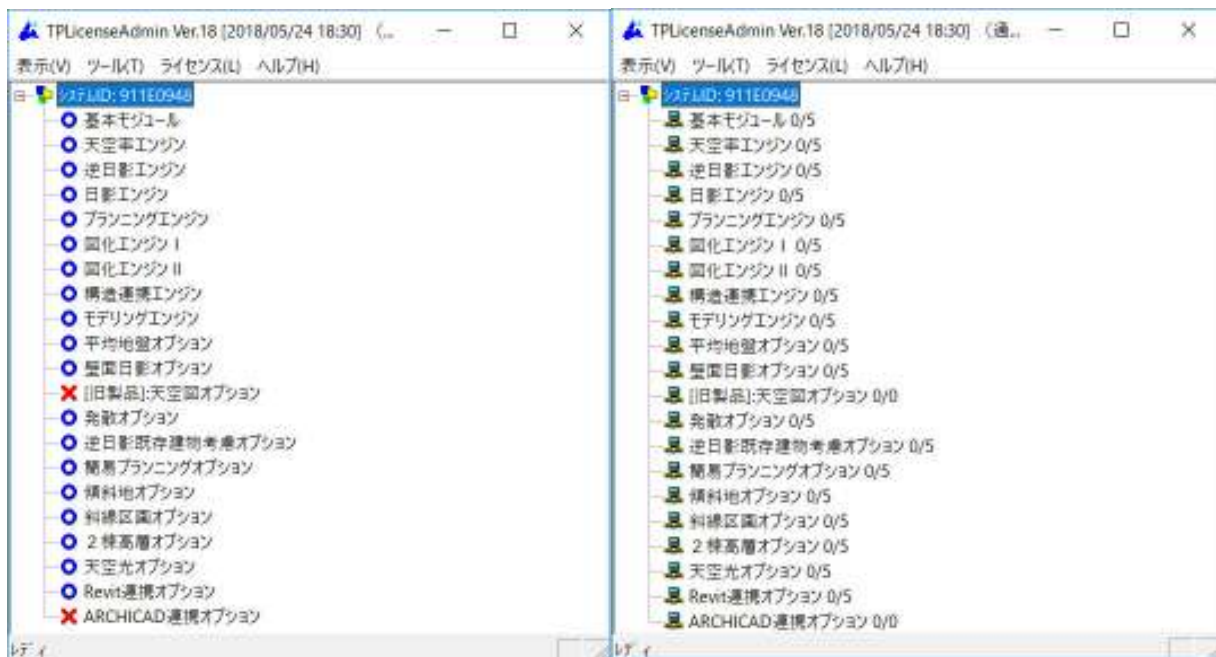 TPLicenseAdmin Ver.18 [2018/05/24 18:30] （...
表示(V) ツール(T) ライセンス(L) ヘルプ(H)
システムID: 911E0948
基本モジュール
天空率エンジン
逆日影エンジン
日影エンジン
プランニングエンジン
図化エンジン I
図化エンジン II
構造連携エンジン
モデリングエンジン
平均地盤オプション
壁面日影オプション
[旧製品]:天空図オプション
発散オプション
逆日影既存建物考慮オプション
簡易プランニングオプション
傾斜地オプション
斜線区画オプション
２棟高層オプション
天空光オプション
Revit連携オプション
ARCHICAD連携オプション
レディ
TPLicenseAdmin Ver.18 [2018/05/24 18:30] （通...
表示(V) ツール(T) ライセンス(L) ヘルプ(H)
システムID: 911E0948
基本モジュール 0/5
天空率エンジン 0/5
逆日影エンジン 0/5
日影エンジン 0/5
プランニングエンジン 0/5
図化エンジン I 0/5
図化エンジン II 0/5
構造連携エンジン 0/5
モデリングエンジン 0/5
平均地盤オプション 0/5
壁面日影オプション 0/5
[旧製品]:天空図オプション 0/0
発散オプション 0/5
逆日影既存建物考慮オプション 0/5
簡易プランニングオプション 0/5
傾斜地オプション 0/5
斜線区画オプション 0/5
２棟高層オプション 0/5
天空光オプション 0/5
Revit連携オプション 0/5
ARCHICAD連携オプション 0/0
レディ